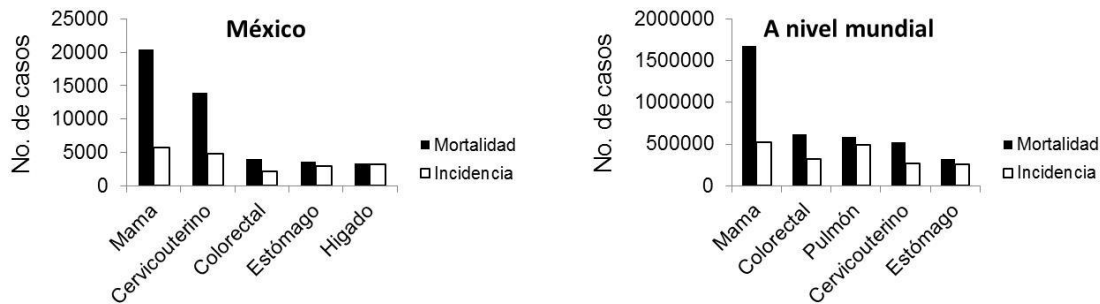 México
No. de casos
25000
20000
15000
10000
5000
0
Mama
Cervicouterino
Colorectal
Estómago
Higado
Mortalidad
Incidencia
A nivel mundial
No. de casos
2000000
1500000
1000000
500000
0
Mama
Colorectal
Pulmón
Cervicouterino
Estómago
Mortalidad
Incidencia